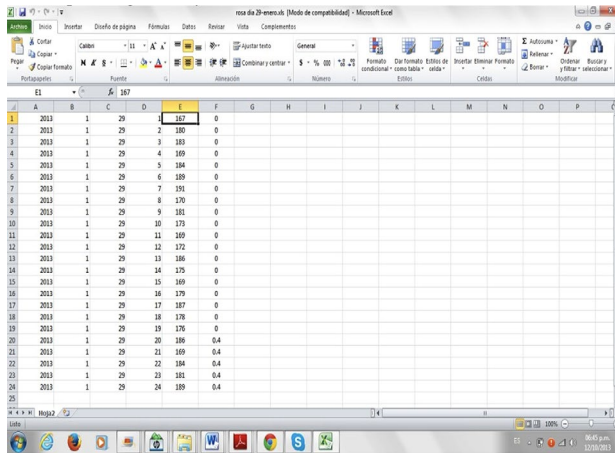 rosa dia 29-enero.xls [Modo de compatibilidad] - Microsoft Excel
Archivo Inicio Insertar Diseño de página Fórmulas Datos Revisar Vista Complementos
Pegar
Cortar
Copiar
Copiar formato
Portapapeles
Calibri 11
N K S
Fuente
Ajustar texto
Combinar y centrar
Alineación
General
$ % 000
Número
Formato condicional
Dar formato como tabla
Estilos de celda
Estilos
Insertar Eliminar Formato
Celdas
Σ Autosuma
Rellenar
Borrar
Ordenar y filtrar
Buscar y seleccionar
Modificar
E1 fx 167
A B C D E F G H I J K L M N O P
1 2013 1 29 1 167 0
2 2013 1 29 2 180 0
3 2013 1 29 3 183 0
4 2013 1 29 4 169 0
5 2013 1 29 5 184 0
6 2013 1 29 6 189 0
7 2013 1 29 7 191 0
8 2013 1 29 8 170 0
9 2013 1 29 9 181 0
10 2013 1 29 10 173 0
11 2013 1 29 11 169 0
12 2013 1 29 12 172 0
13 2013 1 29 13 186 0
14 2013 1 29 14 175 0
15 2013 1 29 15 169 0
16 2013 1 29 16 179 0
17 2013 1 29 17 187 0
18 2013 1 29 18 178 0
19 2013 1 29 19 176 0
20 2013 1 29 20 186 0.4
21 2013 1 29 21 169 0.4
22 2013 1 29 22 184 0.4
23 2013 1 29 23 181 0.4
24 2013 1 29 24 189 0.4
25
Hoja2
Listo 100%
ES 06:45 p.m.
12/10/2013